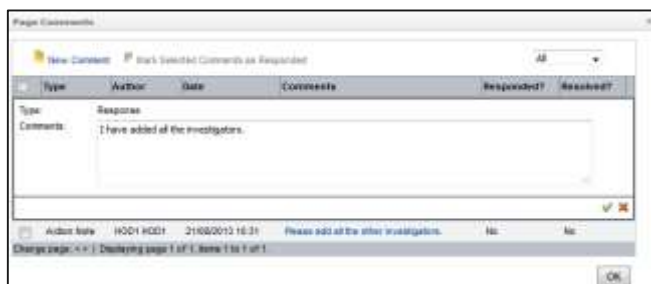 Page Comments
New Comment Mark Selected Comments as Responded All
Type Author Date Comments Responded? Resolved?
Type: Response
Comments: I have added all the investigators.
Action Note HOD1 HOD1 21/08/2013 16:31 Please add all the other investigators. No No
Change page: < > | Displaying page 1 of 1, items 1 to 1 of 1
OK